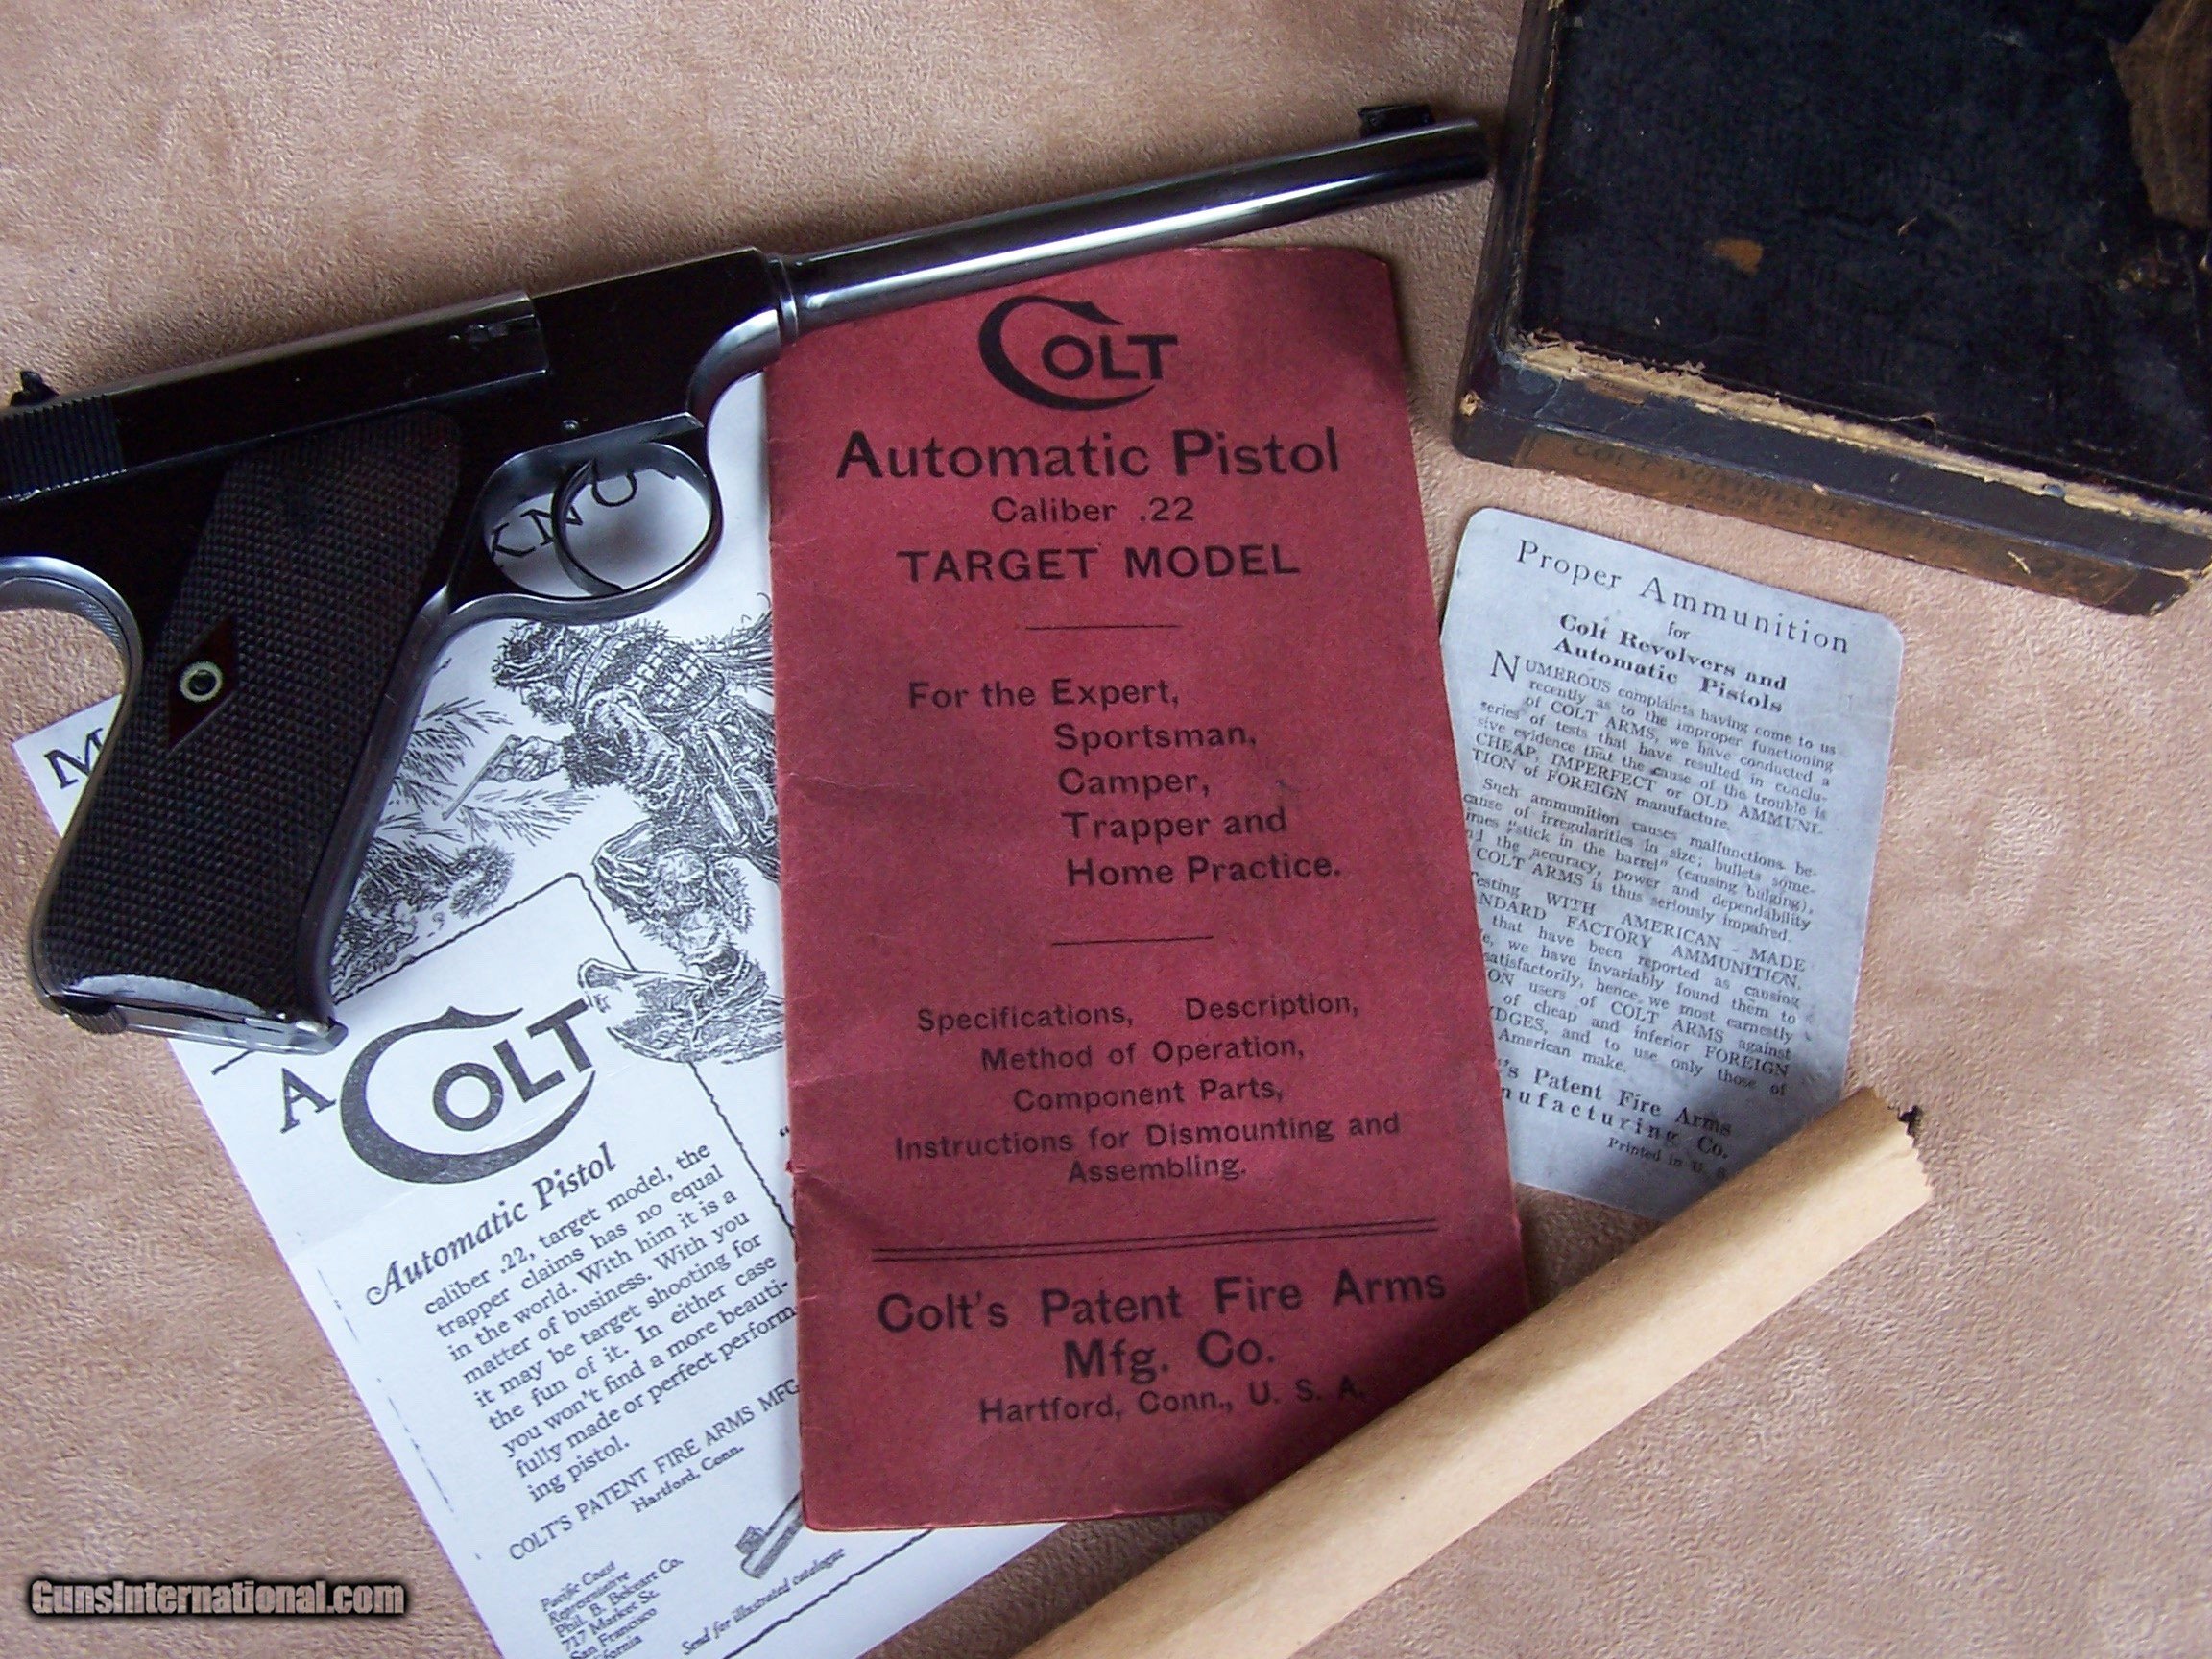 COLT
Automatic Pistol
Caliber .22
TARGET MODEL
For the Expert,
Sportsman,
Camper,
Trapper and
Home Practice.
Specifications, Description,
Method of Operation,
Component Parts,
Instructions for Dismounting and
Assembling.
Colt's Patent Fire Arms
Mfg. Co.
Hartford, Conn., U. S. A.
A COLT
Automatic Pistol
caliber .22, target model, the
trapper claims has no equal
in the world. With him it is a
matter of business. With you
it may be target shooting for
the fun of it. In either case
you won't find a more beauti-
fully made or perfect perform-
ing pistol.
COLT'S PATENT FIRE ARMS MFG
Hartford, Conn.
Pacific Coast
Representative
Phil. B. Bekeart Co.
717 Market St.
San Francisco
Send for illustrated catalogue
Proper Ammunition
for
Colt Revolvers and
Automatic Pistols
NUMEROUS complaints having come to us
recently as to the improper functioning
of COLT ARMS, we have conducted a
series of tests that have resulted in conclu-
sive evidence that the cause of the trouble is
CHEAP, IMPERFECT or OLD AMMUNI-
TION of FOREIGN manufacture.
Such ammunition causes malfunctions be-
cause of irregularities in size; bullets some-
times "stick in the barrel" (causing bulging),
the accuracy, power and dependability
COLT ARMS is thus seriously impaired.
Testing WITH AMERICAN - MADE
STANDARD FACTORY AMMUNITION,
that have been reported as causing
we have invariably found them to
satisfactorily, hence we most earnestly
users of COLT ARMS against
of cheap and inferior FOREIGN
and to use only those of
American make.
Patent Fire Arms
Manufacturing Co.
Printed in U. S.
COLT AUTOMATIC PISTOL
GunsInternational.com